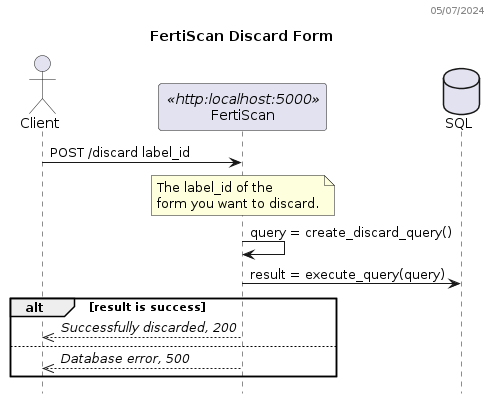 05/07/2024
FertiScan Discard Form
Client
«http:localhost:5000»
FertiScan
SQL
POST /discard label_id
The label_id of the
form you want to discard.
query = create_discard_query()
result = execute_query(query)
alt [result is success]
Successfully discarded, 200
Database error, 500